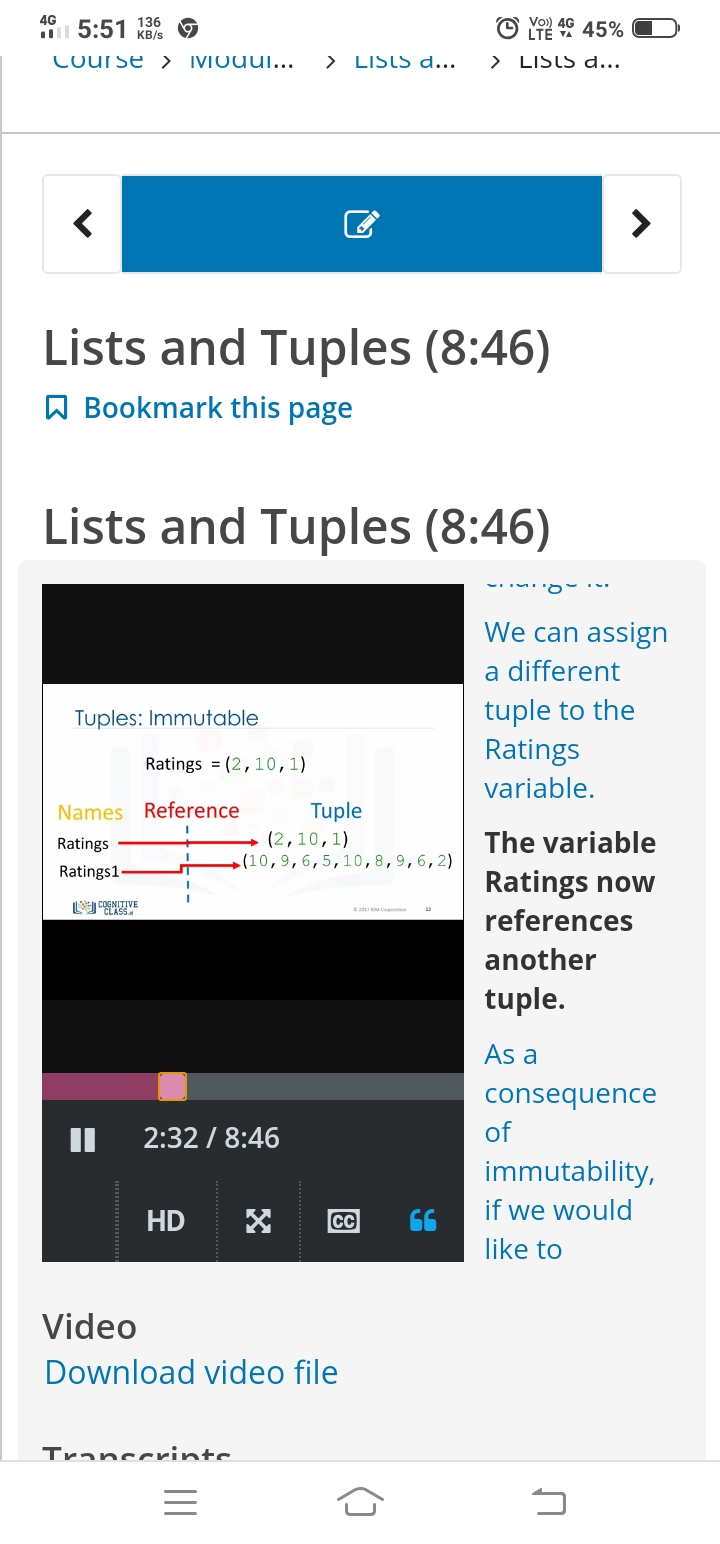 4G 5:51 136 KB/s Vo)) LTE 4G 45%
Course > Modul... > Lists a... > Lists a...
Lists and Tuples (8:46)
Bookmark this page
Lists and Tuples (8:46)
change it.
We can assign
a different
tuple to the
Ratings
variable.
The variable
Ratings now
references
another
tuple.
As a
consequence
of
immutability,
if we would
like to
Tuples: Immutable
Ratings =(2,10,1)
Names Reference Tuple
Ratings (2,10,1)
Ratings1 (10,9,6,5,10,8,9,6,2)
COGNITIVE
CLASS.ai
© 2017 IBM Corporation 12
2:32 / 8:46
HD CC
Video
Download video file
Transcripts